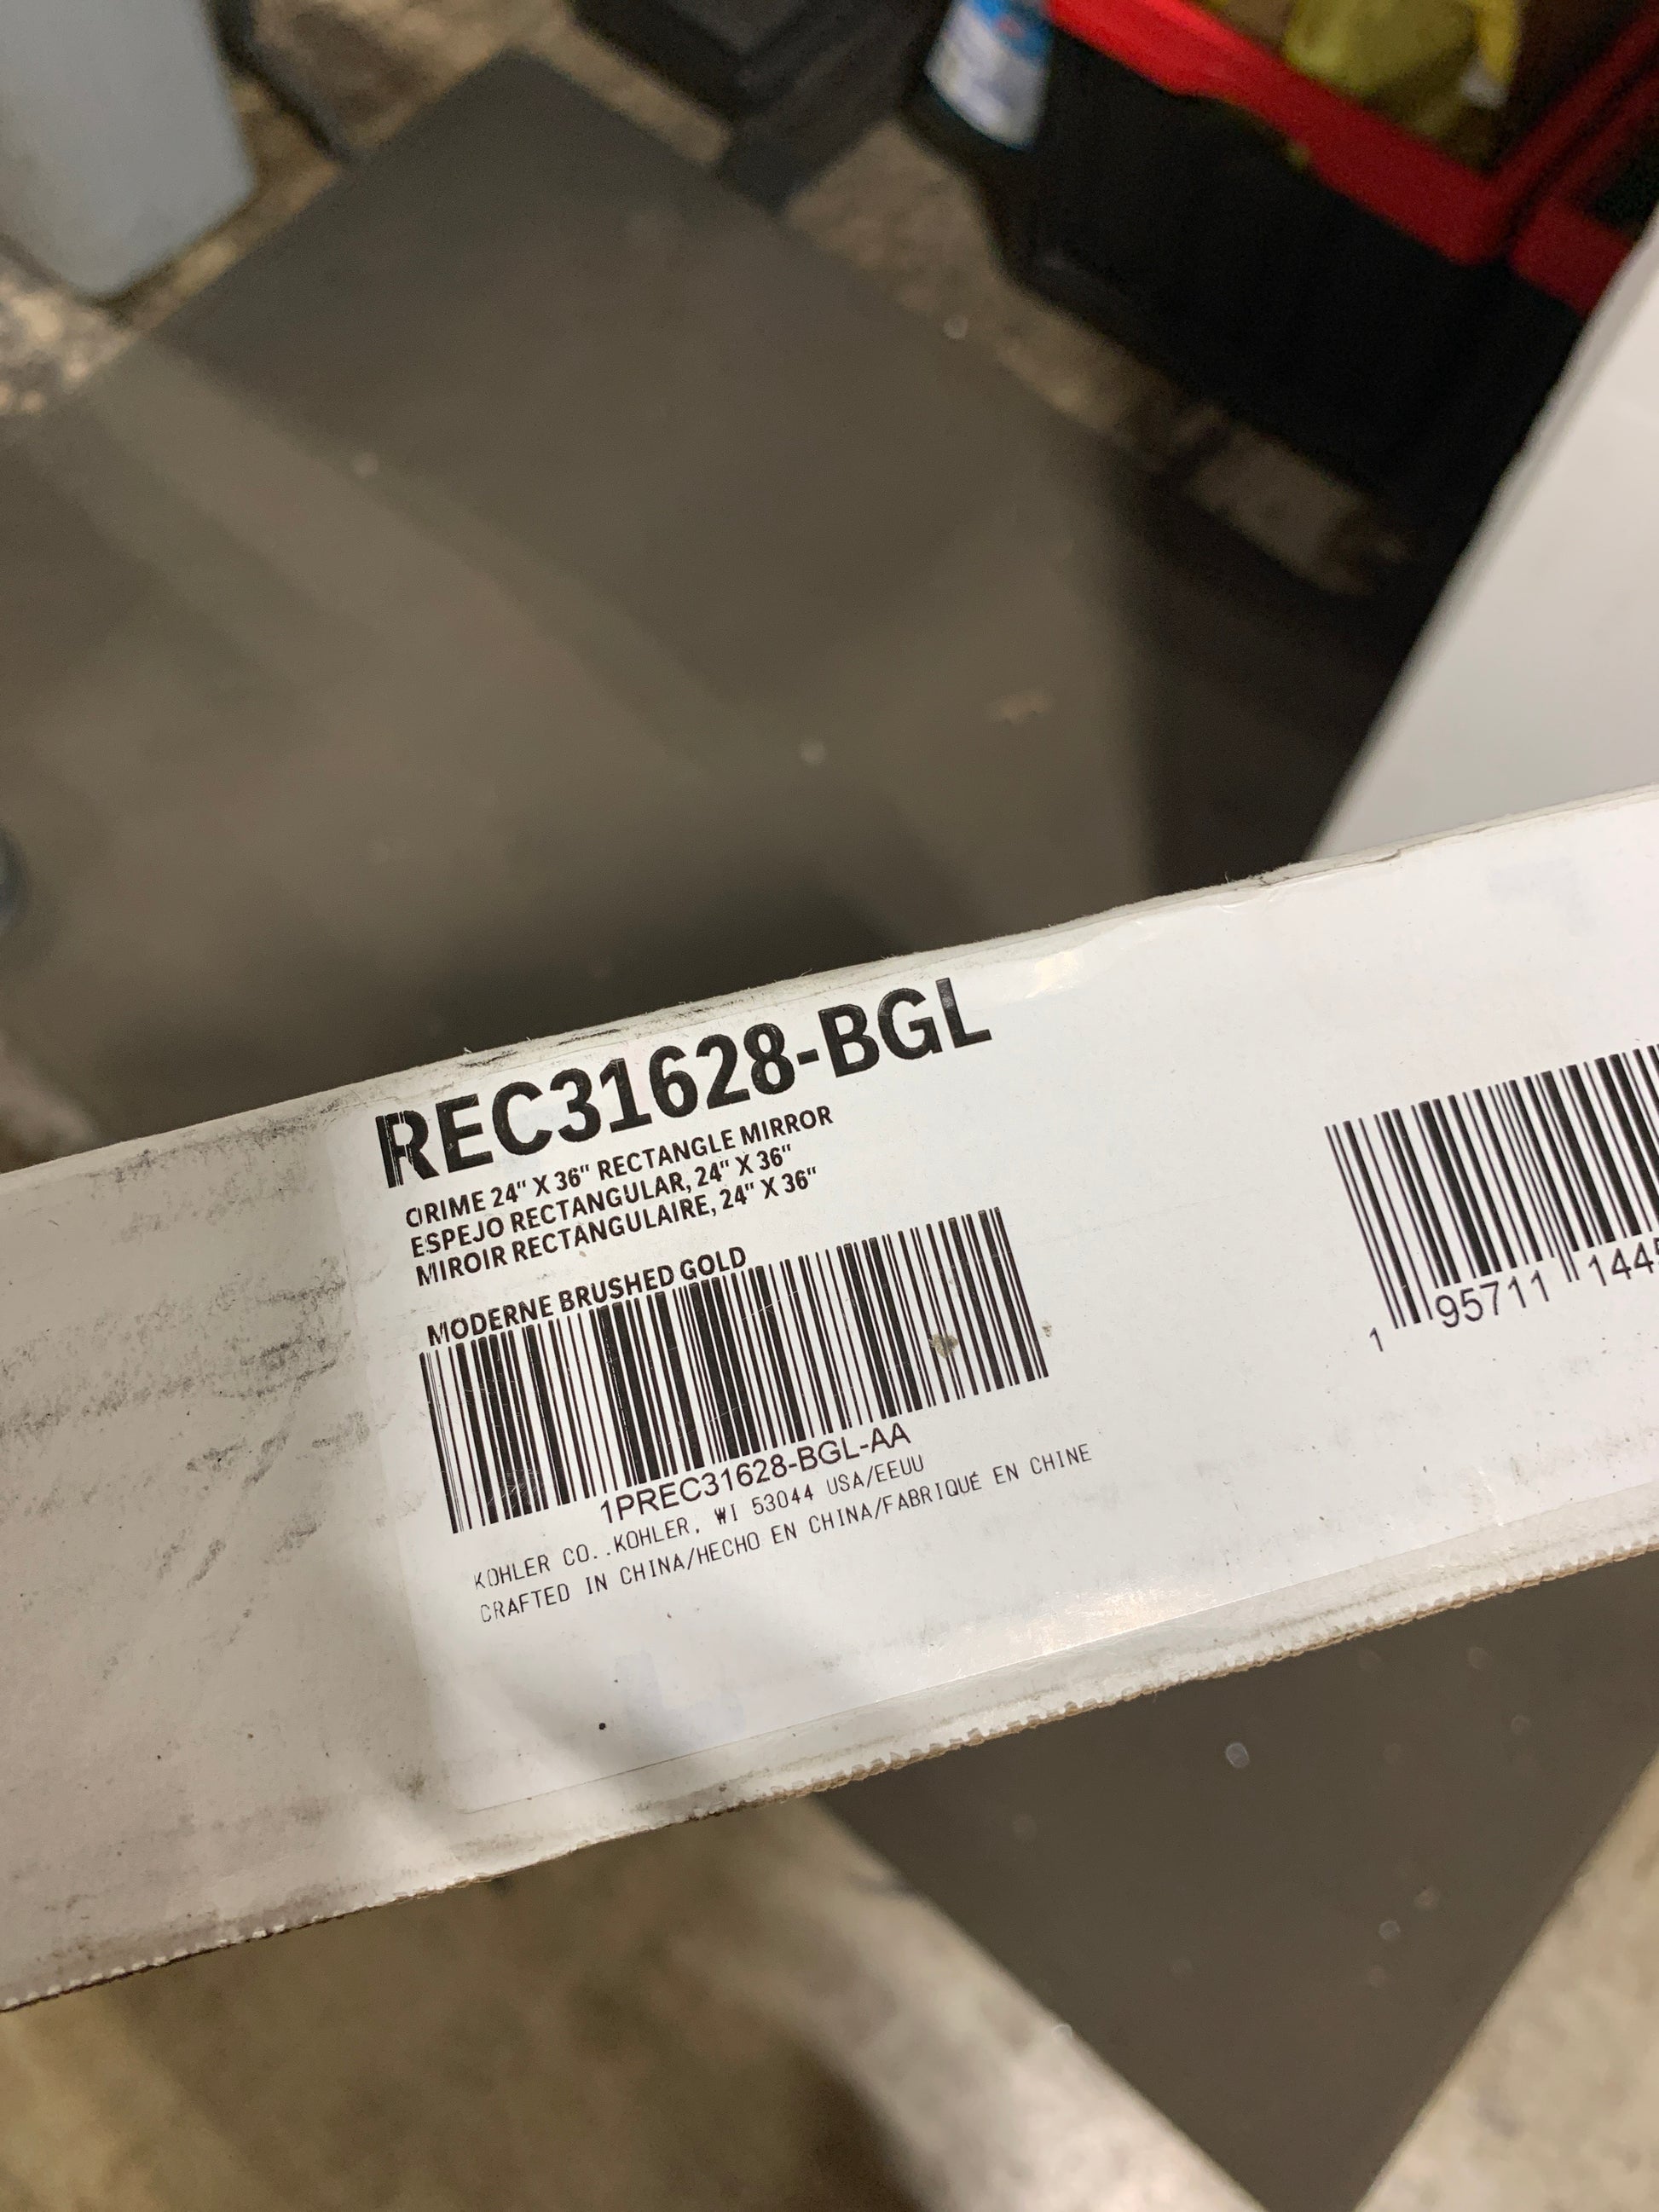 REC31628-BGL
CIRIME 24" X 36" RECTANGLE MIRROR
ESPEJO RECTANGULAR, 24" X 36"
MIROIR RECTANGULAIRE, 24" X 36"
MODERNE BRUSHED GOLD
1PREC31628-BGL-AA
KOHLER CO..KOHLER, WI 53044 USA/EEUU
CRAFTED IN CHINA/HECHO EN CHINA/FABRIQUÉ EN CHINE
1 95711 144